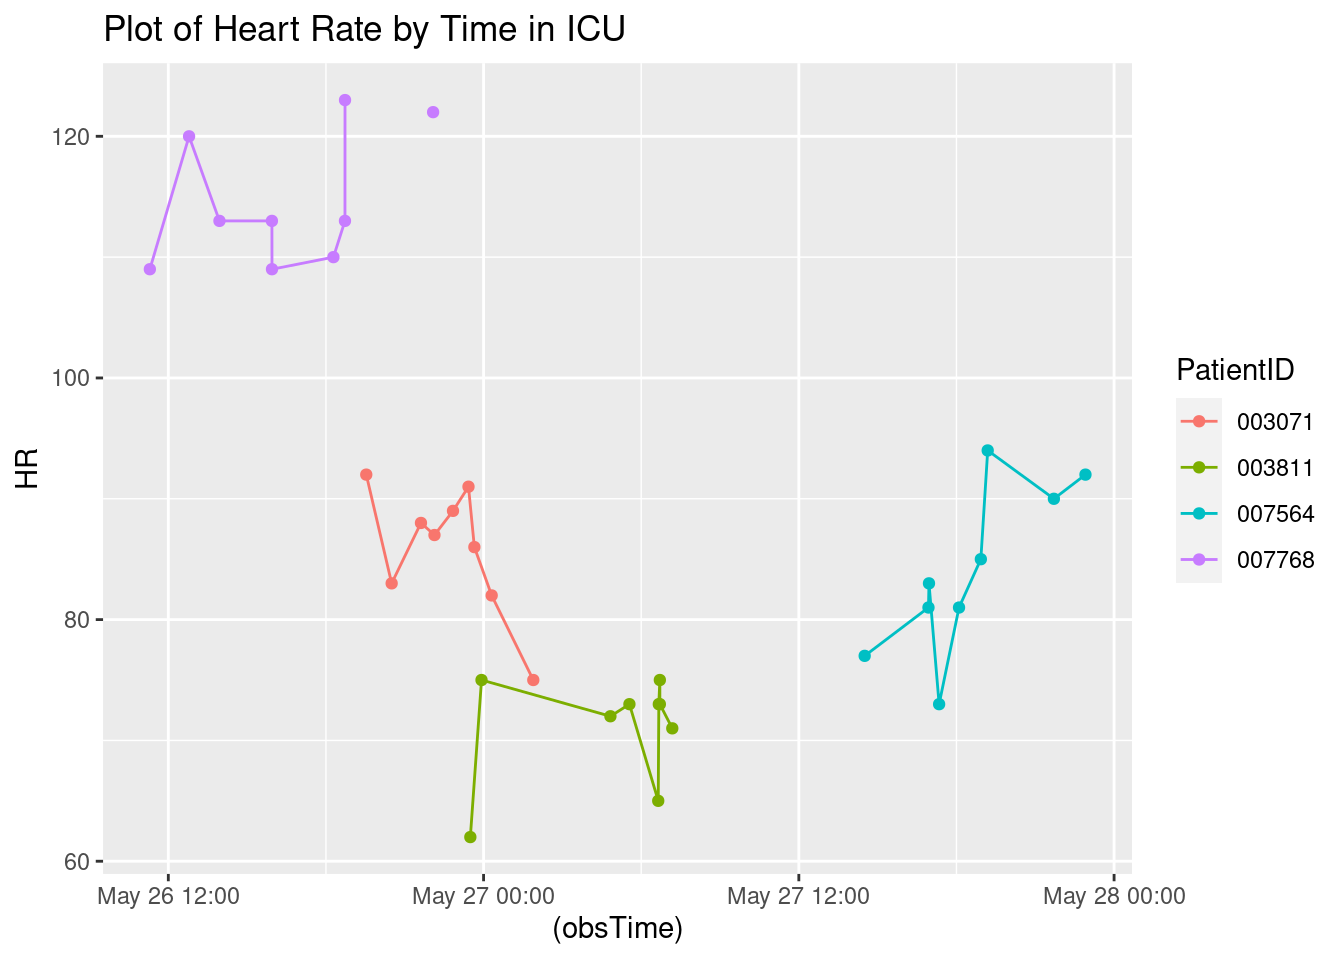 Plot of Heart Rate by Time in ICU
120
100
80
60
HR
May 26 12:00
May 27 00:00
May 27 12:00
May 28 00:00
(obsTime)
PatientID
003071
003811
007564
007768